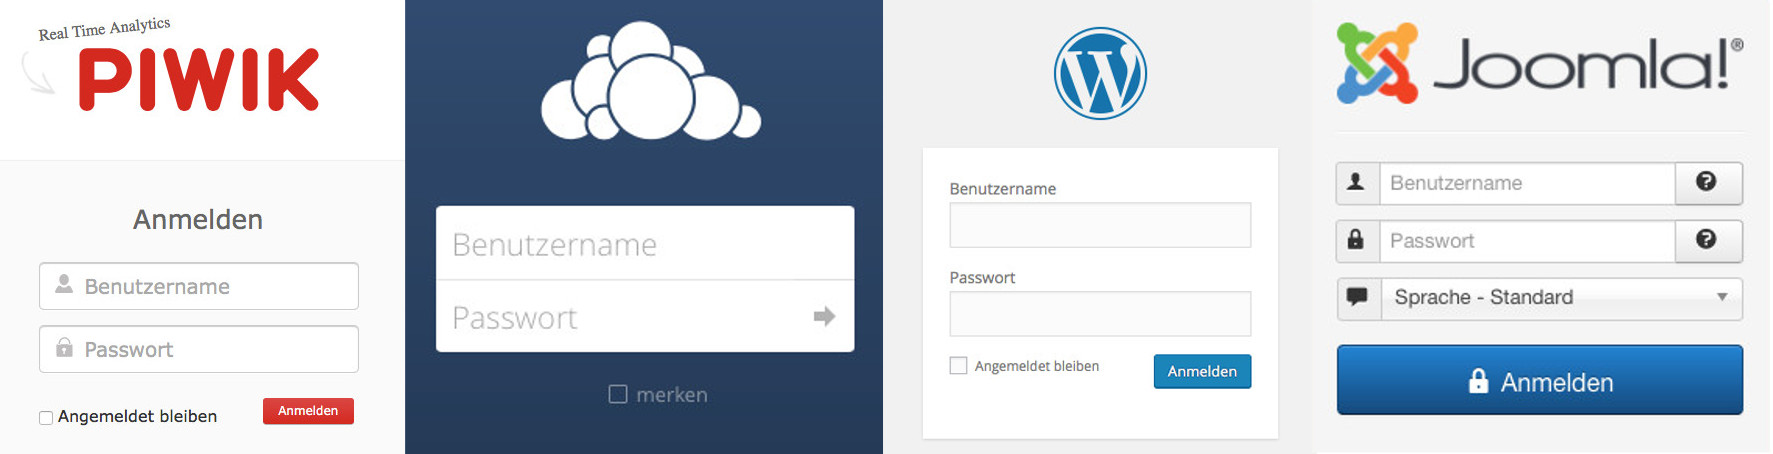 Real Time Analytics
PIWIK
Anmelden
Benutzername
Passwort
Angemeldet bleiben
Anmelden
Benutzername
Passwort
merken
W
Benutzername
Passwort
Angemeldet bleiben
Anmelden
Joomla!®
Benutzername
?
Passwort
?
Sprache - Standard
Anmelden